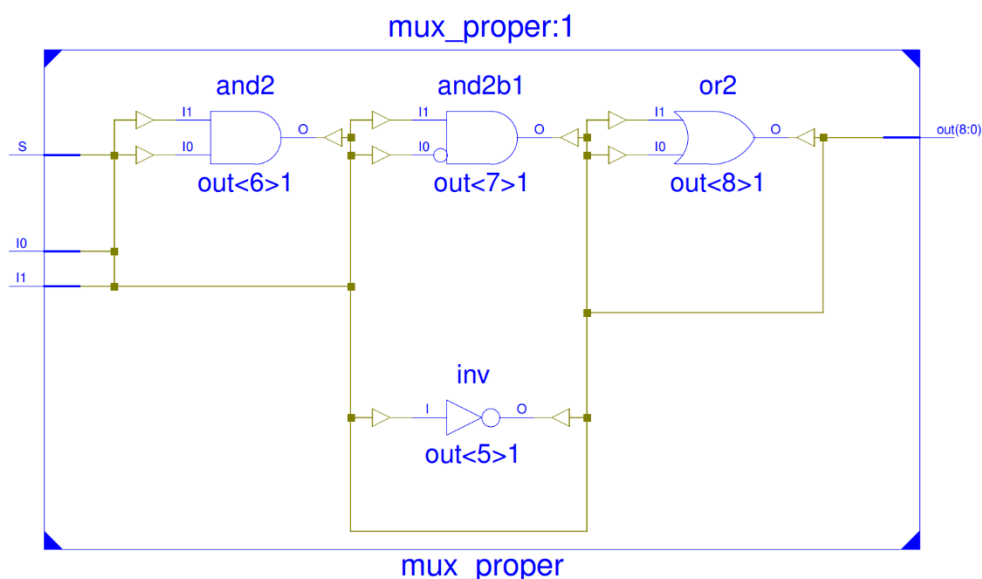 mux_proper:1
and2
and2b1
or2
I1
O
I1
O
I1
O
out(8:0)
S
I0
I0
I0
out<6>1
out<7>1
out<8>1
I0
I1
inv
I
O
out<5>1
mux_proper